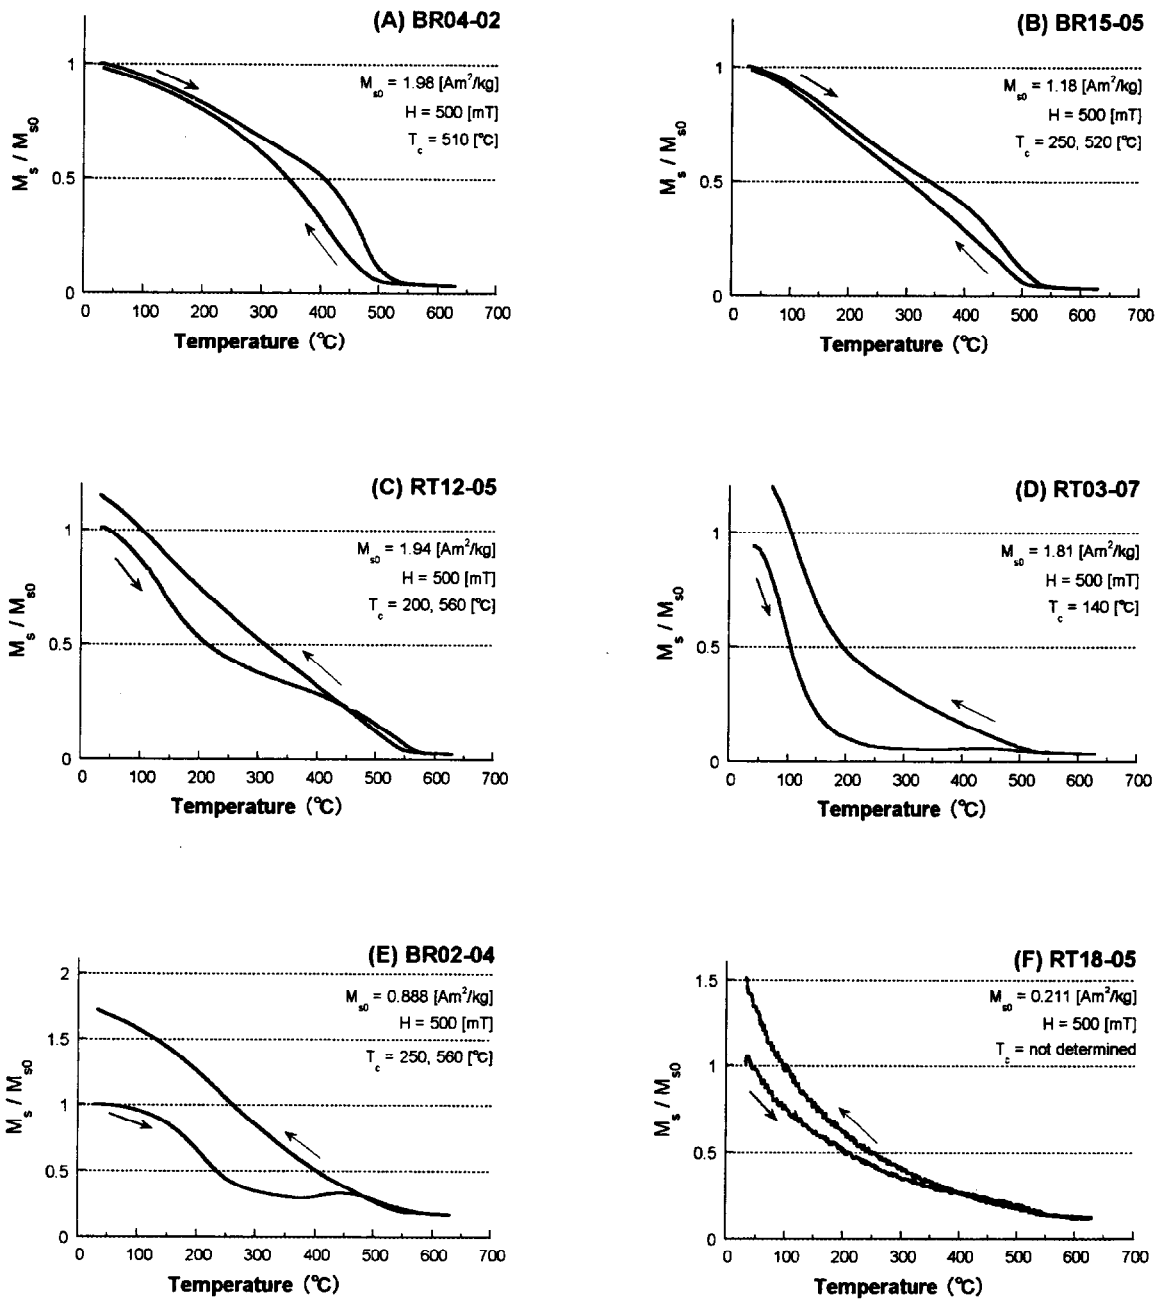 (A) BR04-02
Ms0 = 1.98 [Am²/kg]
H = 500 [mT]
Tc = 510 [°C]
Ms / Ms0
1
0.5
0
0 100 200 300 400 500 600 700
Temperature (°C)
(B) BR15-05
Ms0 = 1.18 [Am²/kg]
H = 500 [mT]
Tc = 250, 520 [°C]
Ms / Ms0
1
0.5
0
0 100 200 300 400 500 600 700
Temperature (°C)
(C) RT12-05
Ms0 = 1.94 [Am²/kg]
H = 500 [mT]
Tc = 200, 560 [°C]
Ms / Ms0
1
0.5
0
0 100 200 300 400 500 600 700
Temperature (°C)
(D) RT03-07
Ms0 = 1.81 [Am²/kg]
H = 500 [mT]
Tc = 140 [°C]
Ms / Ms0
1
0.5
0
0 100 200 300 400 500 600 700
Temperature (°C)
(E) BR02-04
Ms0 = 0.888 [Am²/kg]
H = 500 [mT]
Tc = 250, 560 [°C]
Ms / Ms0
2
1.5
1
0.5
0
0 100 200 300 400 500 600 700
Temperature (°C)
(F) RT18-05
Ms0 = 0.211 [Am²/kg]
H = 500 [mT]
Tc = not determined
Ms / Ms0
1.5
1
0.5
0
0 100 200 300 400 500 600 700
Temperature (°C)